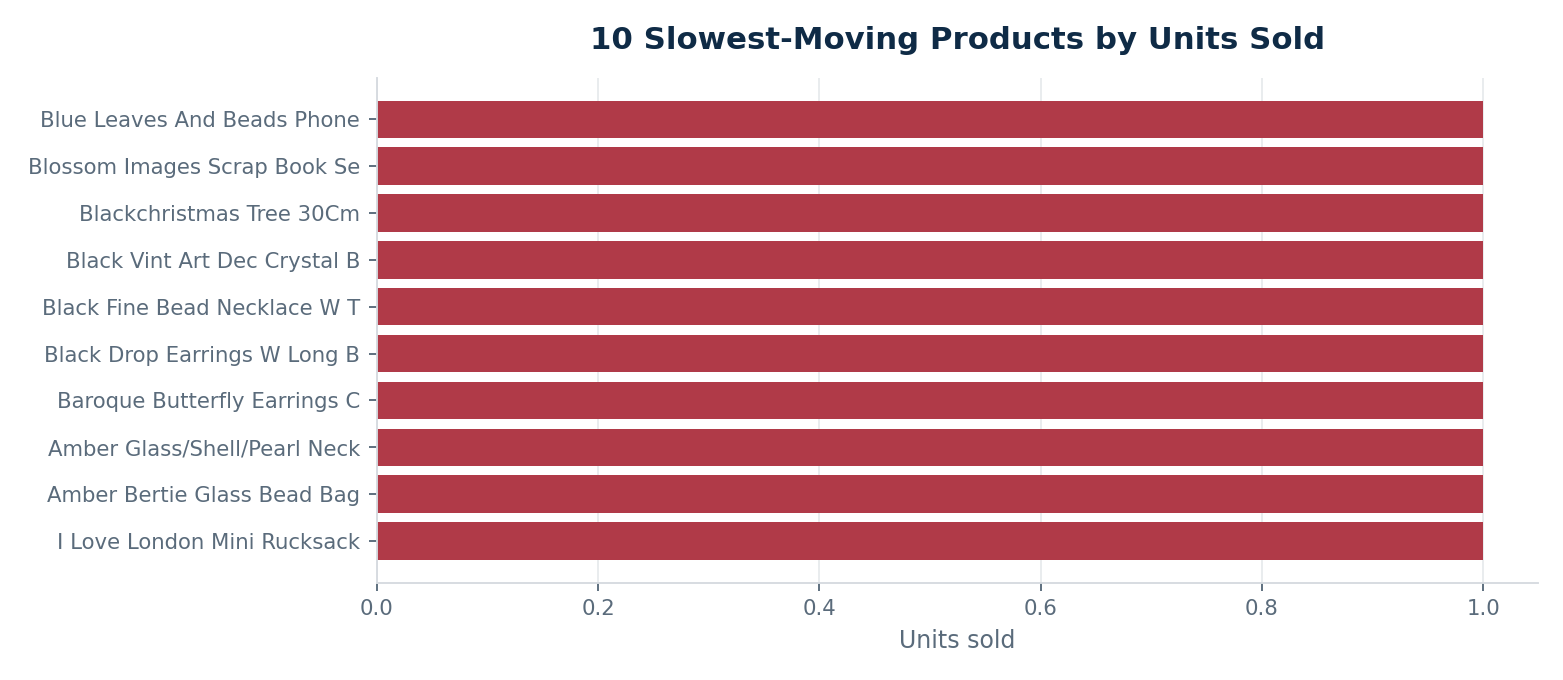 10 Slowest-Moving Products by Units Sold
Blue Leaves And Beads Phone
Blossom Images Scrap Book Se
Blackchristmas Tree 30Cm
Black Vint Art Dec Crystal B
Black Fine Bead Necklace W T
Black Drop Earrings W Long B
Baroque Butterfly Earrings C
Amber Glass/Shell/Pearl Neck
Amber Bertie Glass Bead Bag
I Love London Mini Rucksack
0.0 0.2 0.4 0.6 0.8 1.0
Units sold